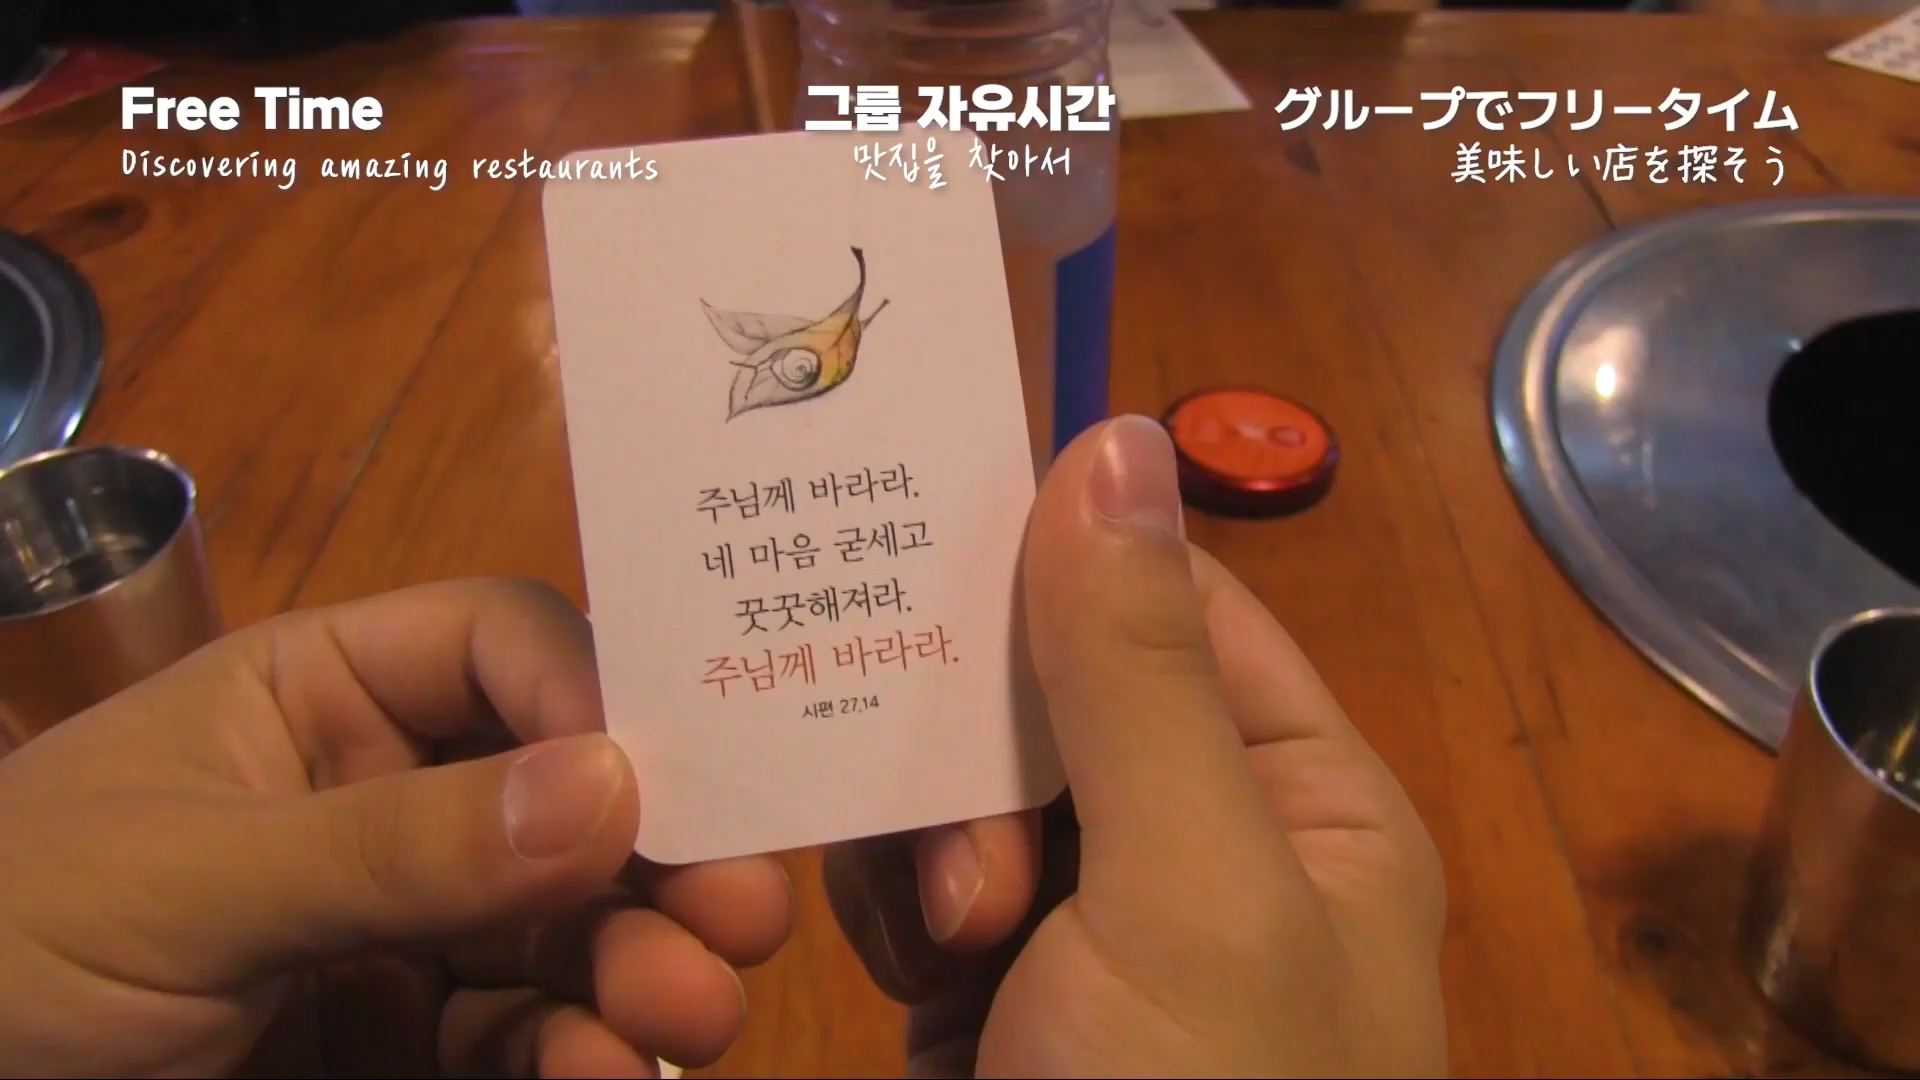 Free Time
Discovering amazing restaurants
그룹 자유시간
맛집을 찾아서
グループでフリータイム
美味しい店を探そう
주님께 바라라.
네 마음 굳세고
꿋꿋해져라.
주님께 바라라.
시편 27,14